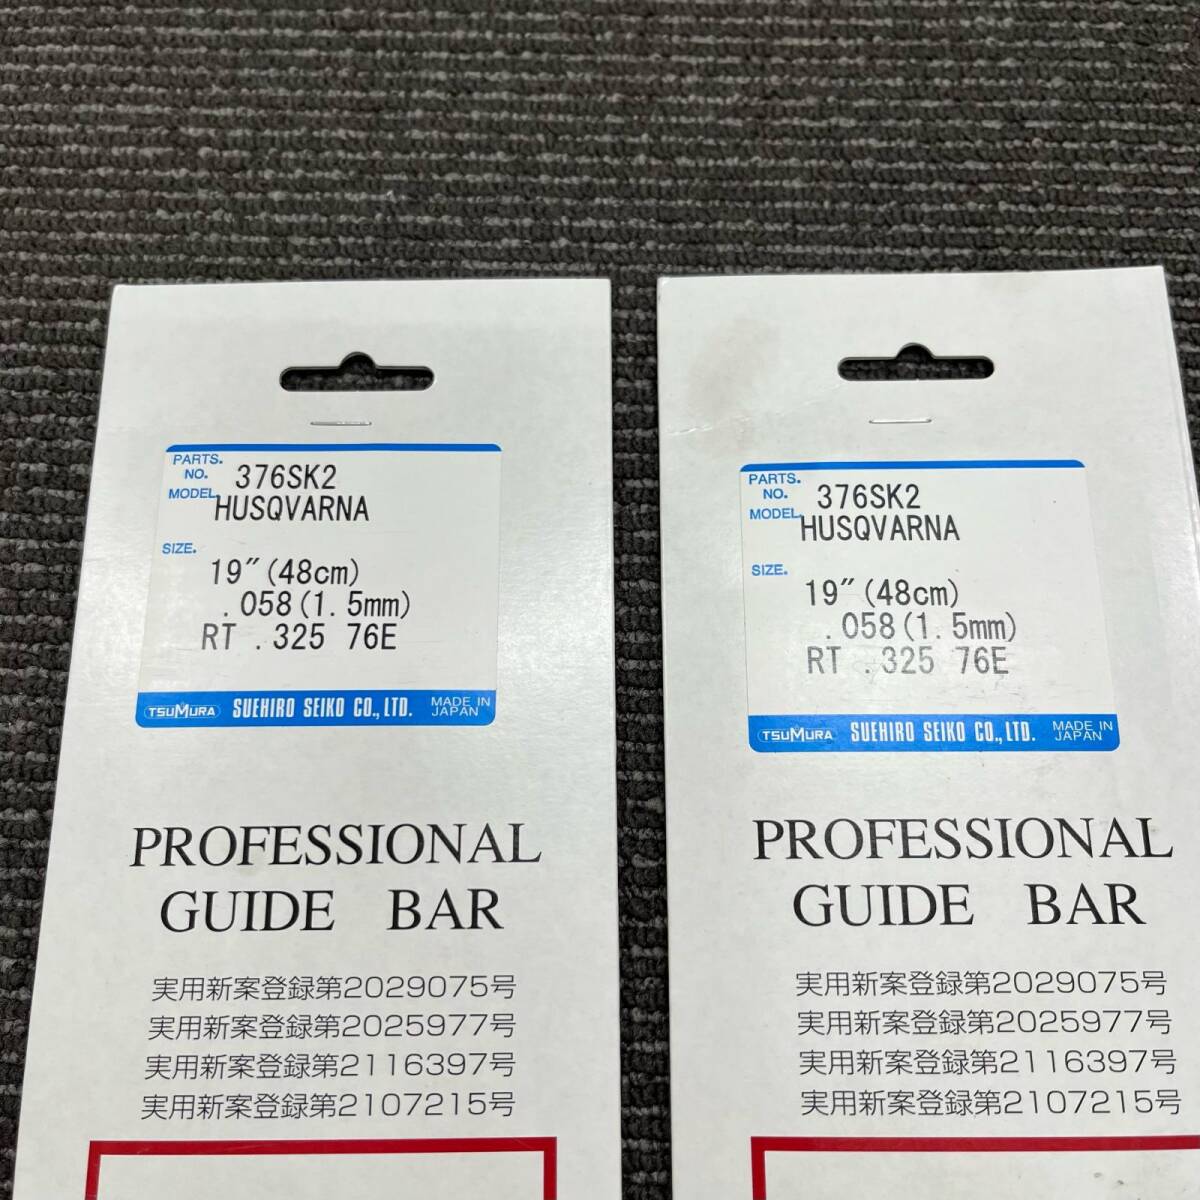 PARTS.
NO. 376SK2
MODEL. HUSQVARNA
SIZE.
19″(48cm)
.058(1.5mm)
RT .325 76E
TSUMURA SUEHIRO SEIKO CO.,LTD. MADE IN JAPAN
PROFESSIONAL
GUIDE BAR
実用新案登録第2029075号
実用新案登録第2025977号
実用新案登録第2116397号
実用新案登録第2107215号
PARTS.
NO. 376SK2
MODEL. HUSQVARNA
SIZE.
19″(48cm)
.058(1.5mm)
RT .325 76E
TSUMURA SUEHIRO SEIKO CO.,LTD. MADE IN JAPAN
PROFESSIONAL
GUIDE BAR
実用新案登録第2029075号
実用新案登録第2025977号
実用新案登録第2116397号
実用新案登録第2107215号